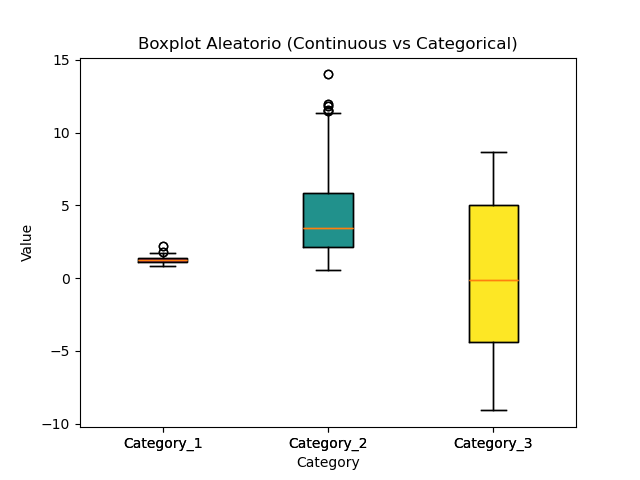 Boxplot Aleatorio (Continuous vs Categorical)
15
10
5
0
−5
−10
Value
Category_1 Category_2 Category_3
Category